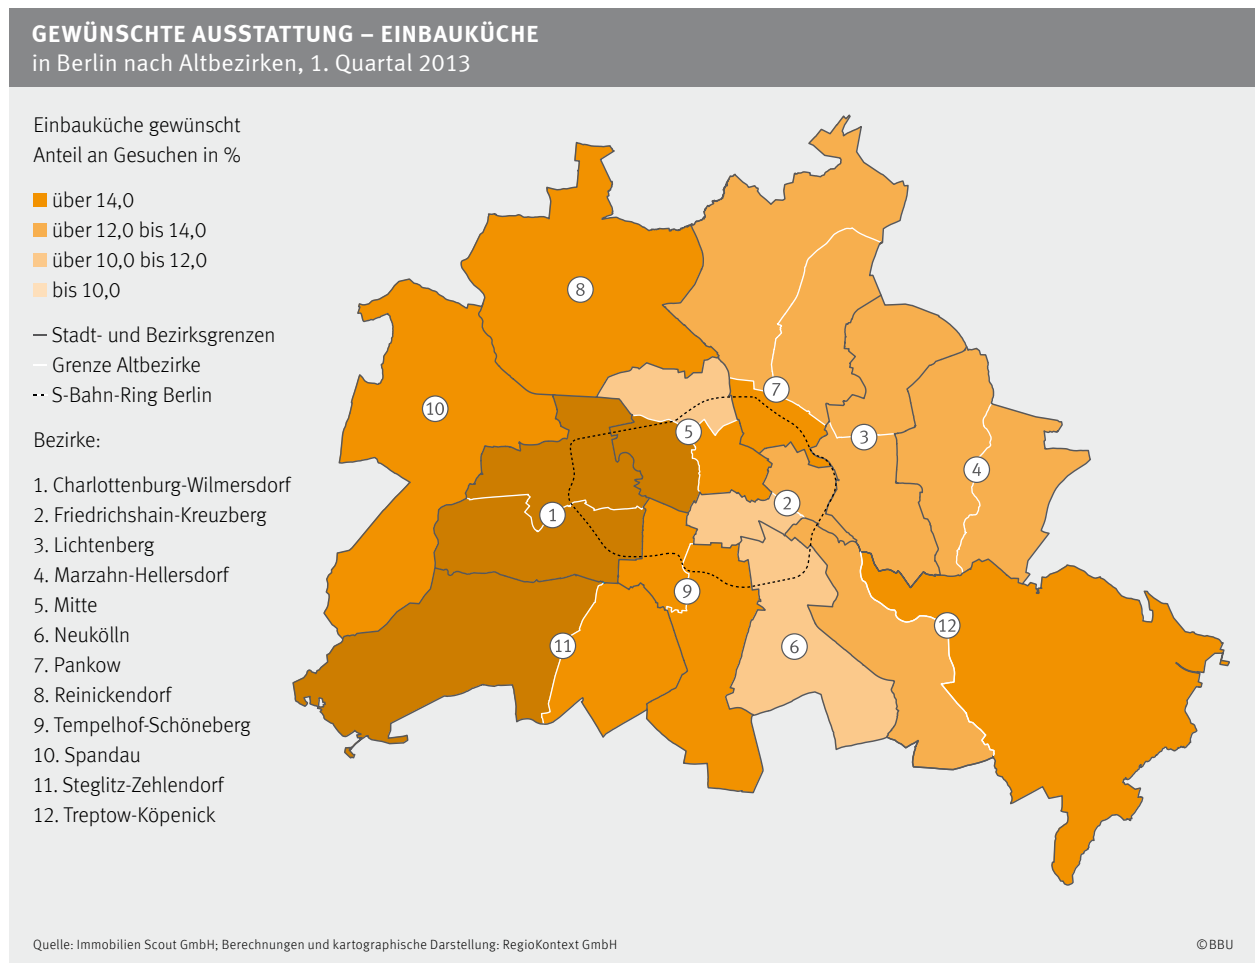 GEWÜNSCHTE AUSSTATTUNG – EINBAUKÜCHE
in Berlin nach Altbezirken, 1. Quartal 2013
Einbauküche gewünscht
Anteil an Gesuchen in %
über 14,0
über 12,0 bis 14,0
über 10,0 bis 12,0
bis 10,0
Stadt- und Bezirksgrenzen
Grenze Altbezirke
S-Bahn-Ring Berlin
Bezirke:
1. Charlottenburg-Wilmersdorf
2. Friedrichshain-Kreuzberg
3. Lichtenberg
4. Marzahn-Hellersdorf
5. Mitte
6. Neukölln
7. Pankow
8. Reinickendorf
9. Tempelhof-Schöneberg
10. Spandau
11. Steglitz-Zehlendorf
12. Treptow-Köpenick
8
7
10
5
3
4
2
1
9
12
11
6
Quelle: Immobilien Scout GmbH; Berechnungen und kartographische Darstellung: RegioKontext GmbH
©BBU